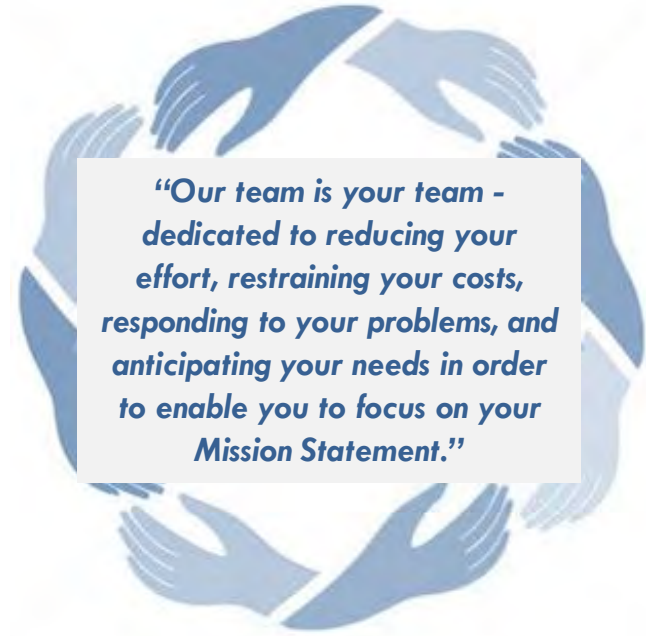 “Our team is your team -
dedicated to reducing your
effort, restraining your costs,
responding to your problems, and
anticipating your needs in order
to enable you to focus on your
Mission Statement.”